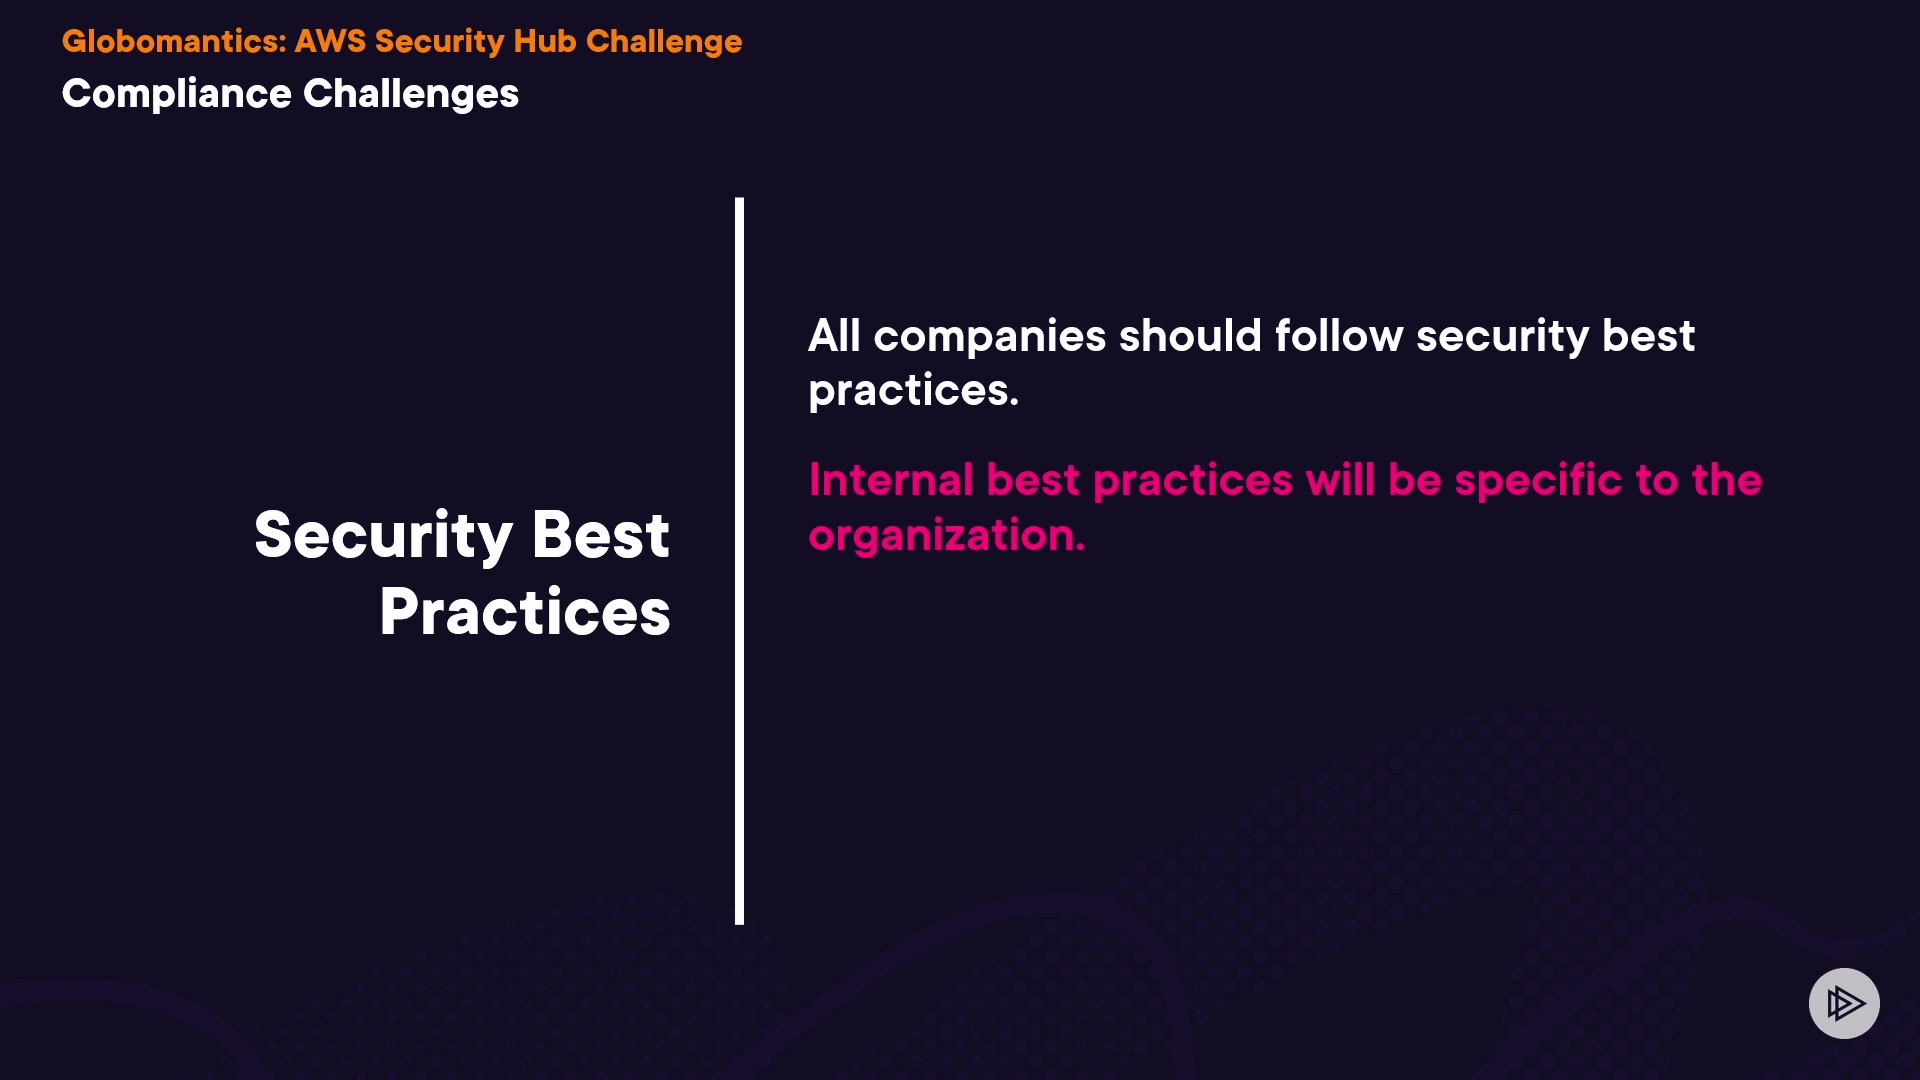 Globomantics: AWS Security Hub Challenge
Compliance Challenges
Security Best
Practices
All companies should follow security best
practices.
Internal best practices will be specific to the
organization.